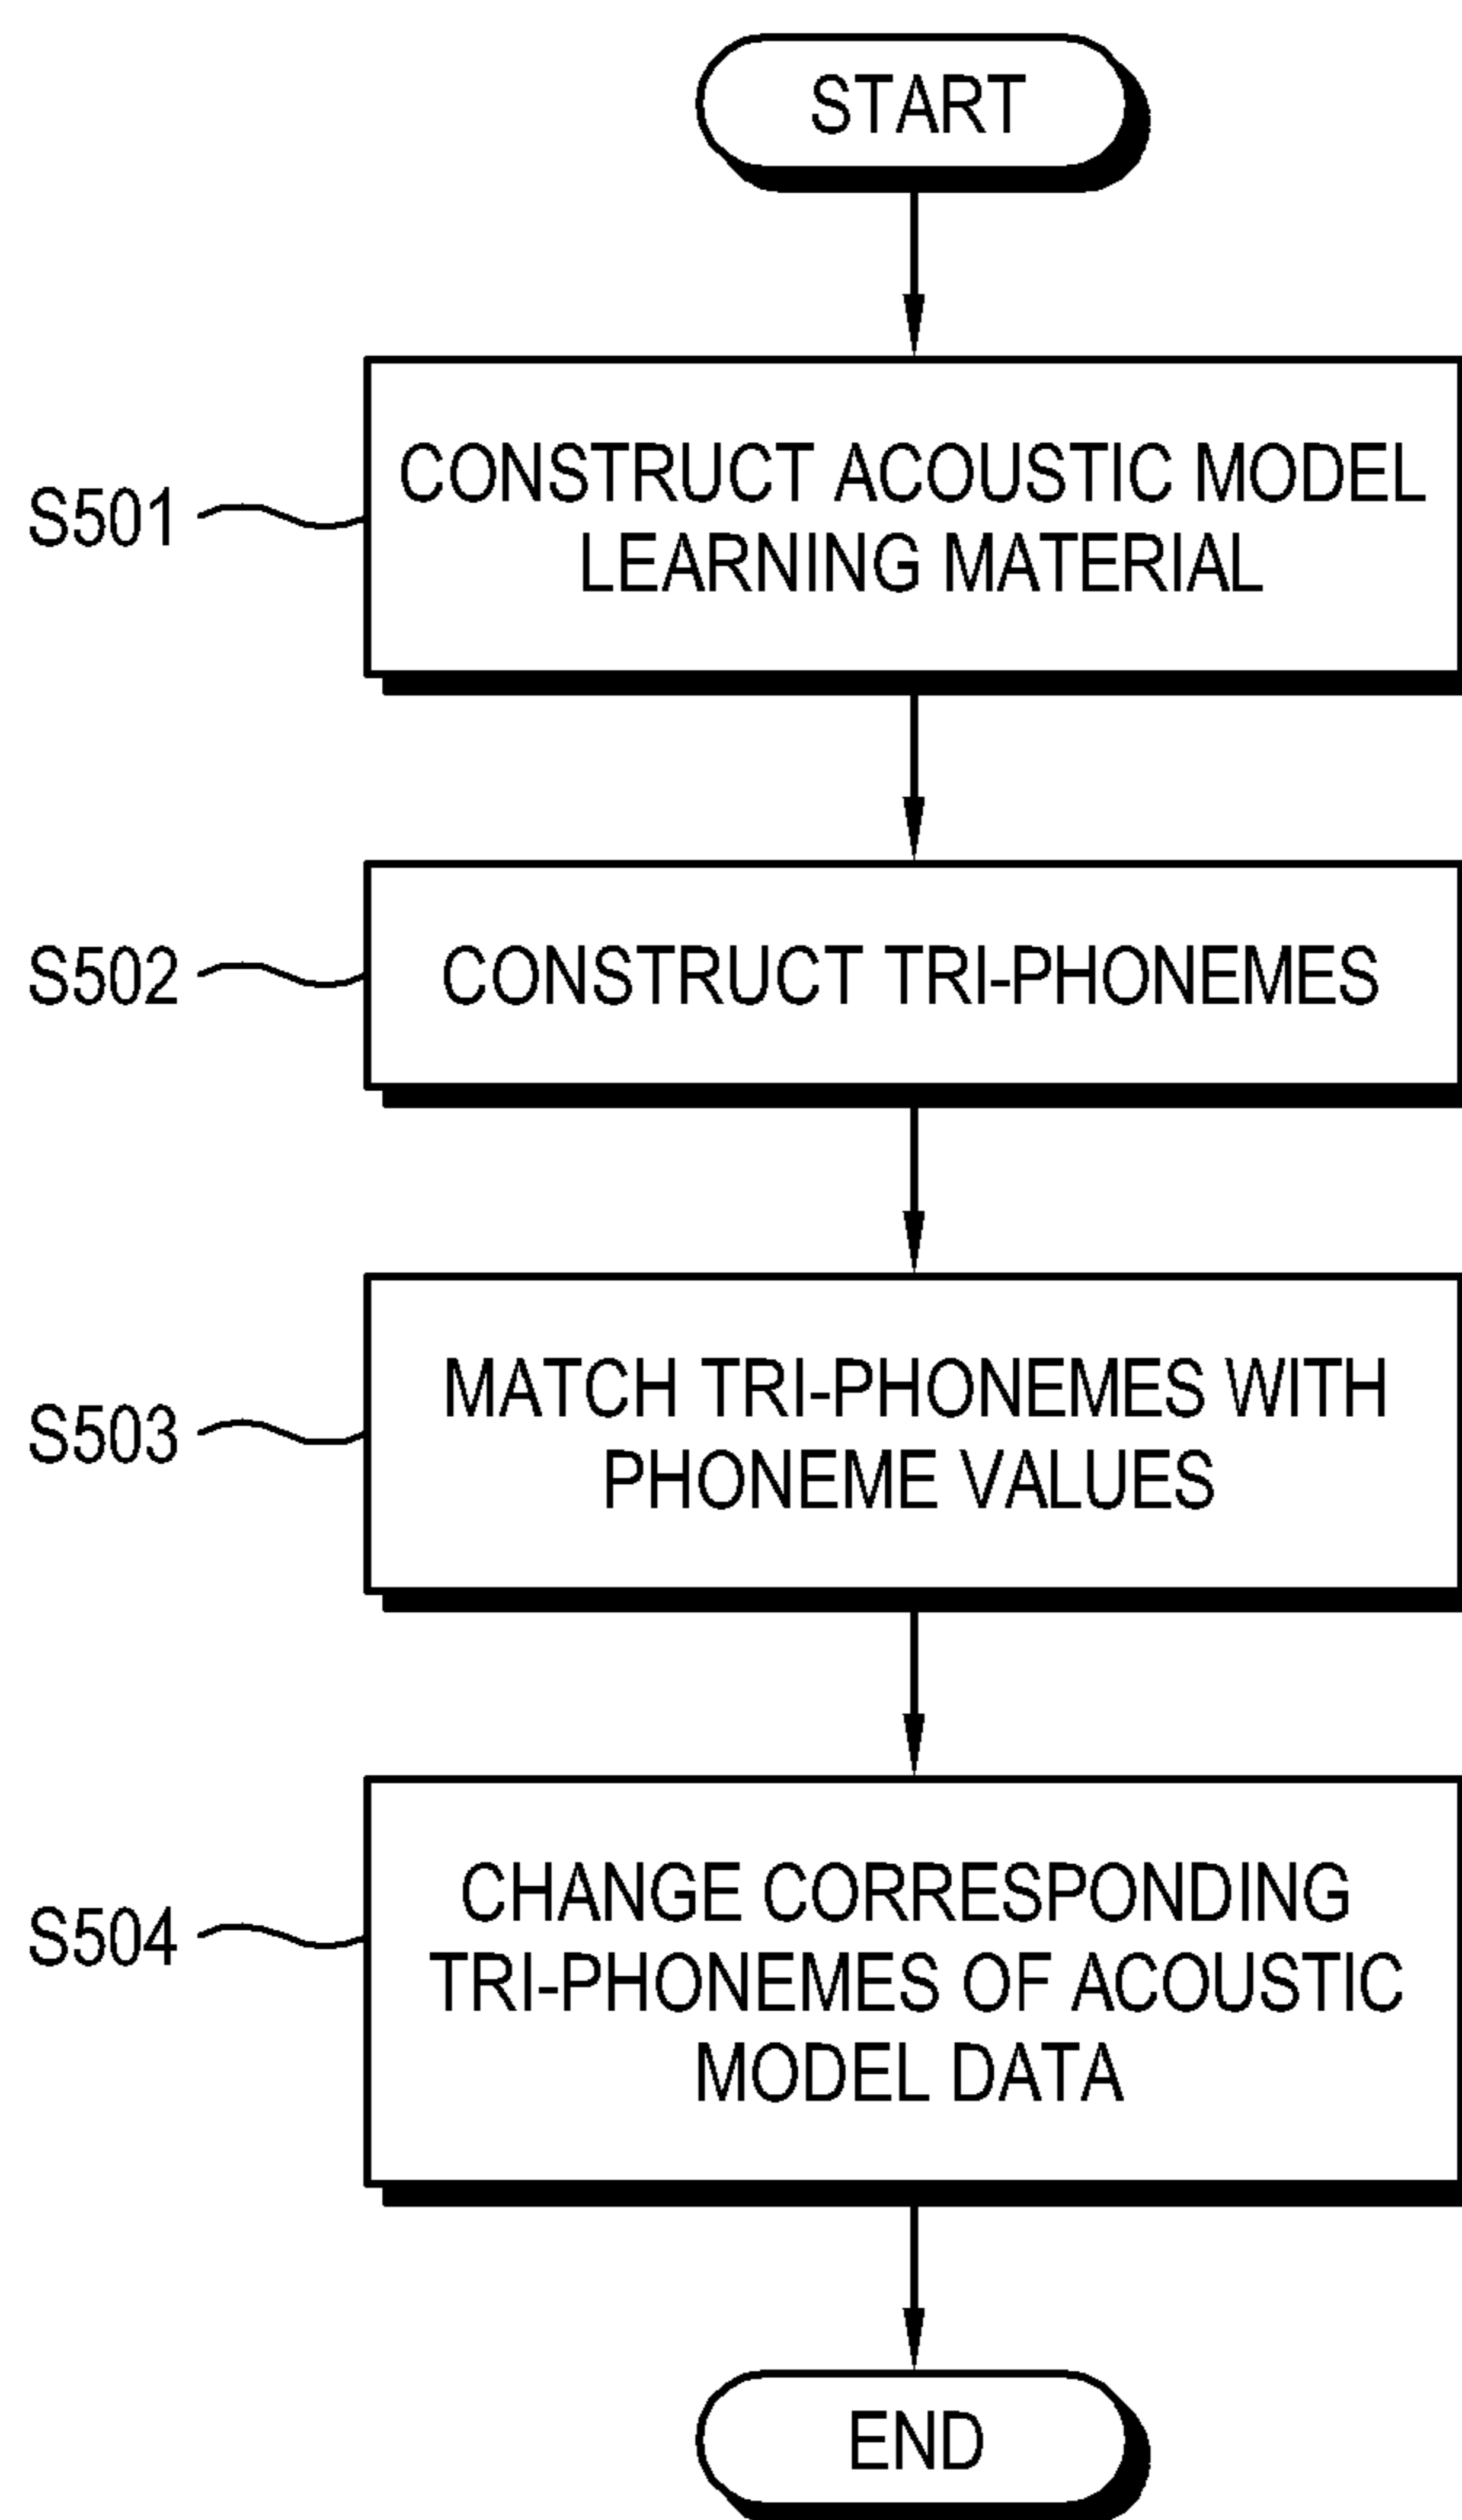 START
S501
CONSTRUCT ACOUSTIC MODEL
LEARNING MATERIAL
S502
CONSTRUCT TRI-PHONEMES
S503
MATCH TRI-PHONEMES WITH
PHONEME VALUES
S504
CHANGE CORRESPONDING
TRI-PHONEMES OF ACOUSTIC
MODEL DATA
END